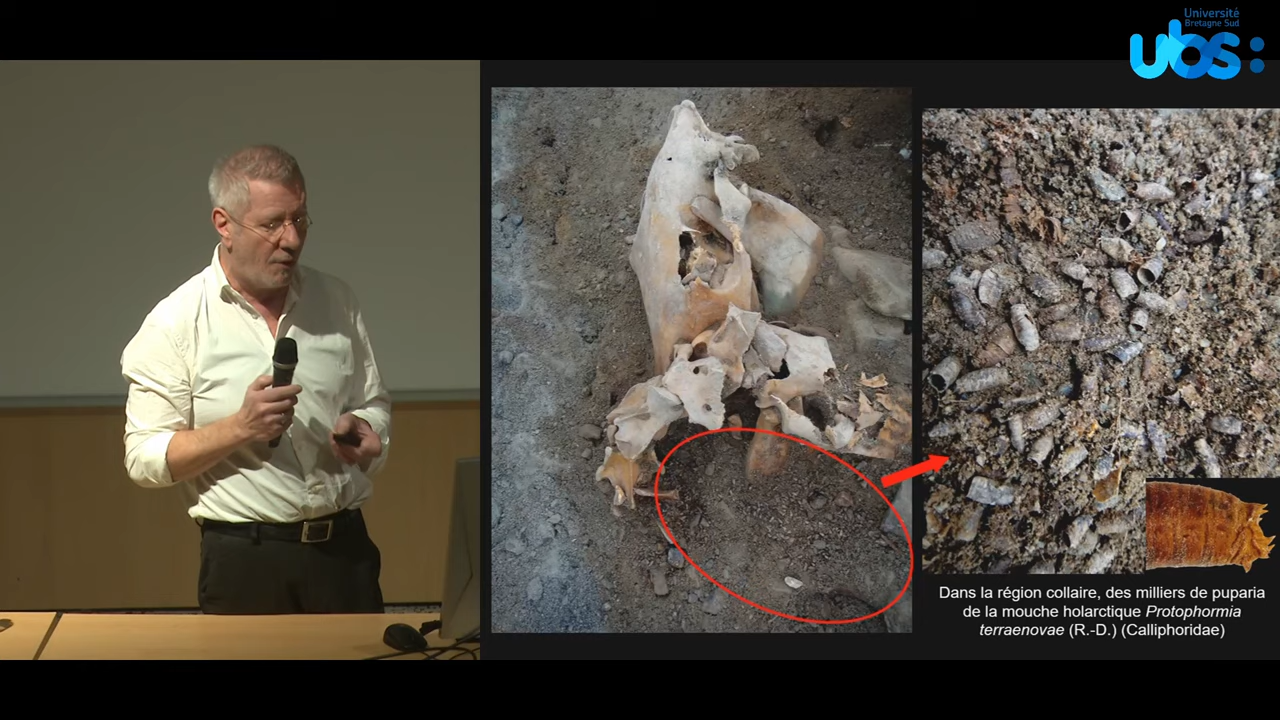 Université
Bretagne Sud
ubs:
Dans la région collaire, des milliers de puparia
de la mouche holarctique Protophormia
terraenovae (R.-D.) (Calliphoridae)